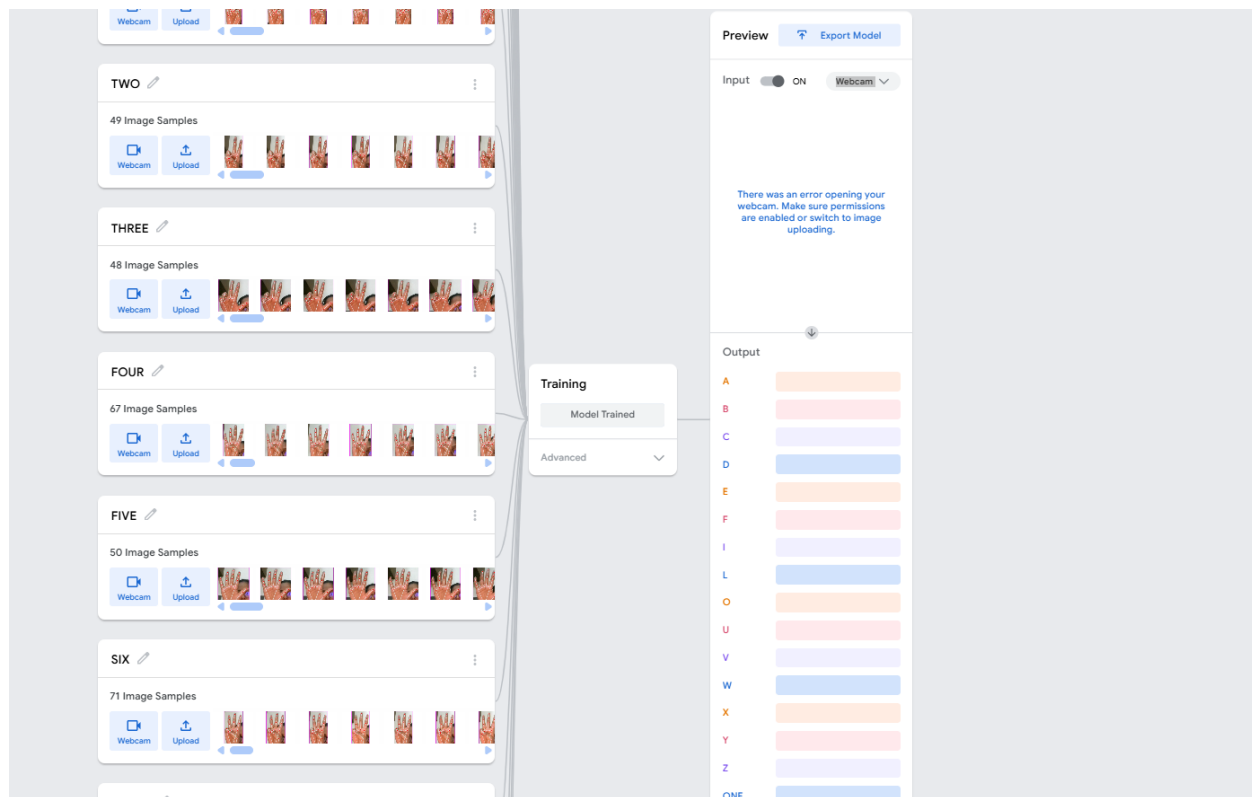 Webcam
Upload
TWO
49 Image Samples
Webcam
Upload
THREE
48 Image Samples
Webcam
Upload
FOUR
67 Image Samples
Webcam
Upload
FIVE
50 Image Samples
Webcam
Upload
SIX
71 Image Samples
Webcam
Upload
Training
Model Trained
Advanced
Preview
Export Model
Input
ON
Webcam
There was an error opening your
webcam. Make sure permissions
are enabled or switch to image
uploading.
Output
A
B
C
D
E
F
I
L
O
U
V
W
X
Y
Z
ONE